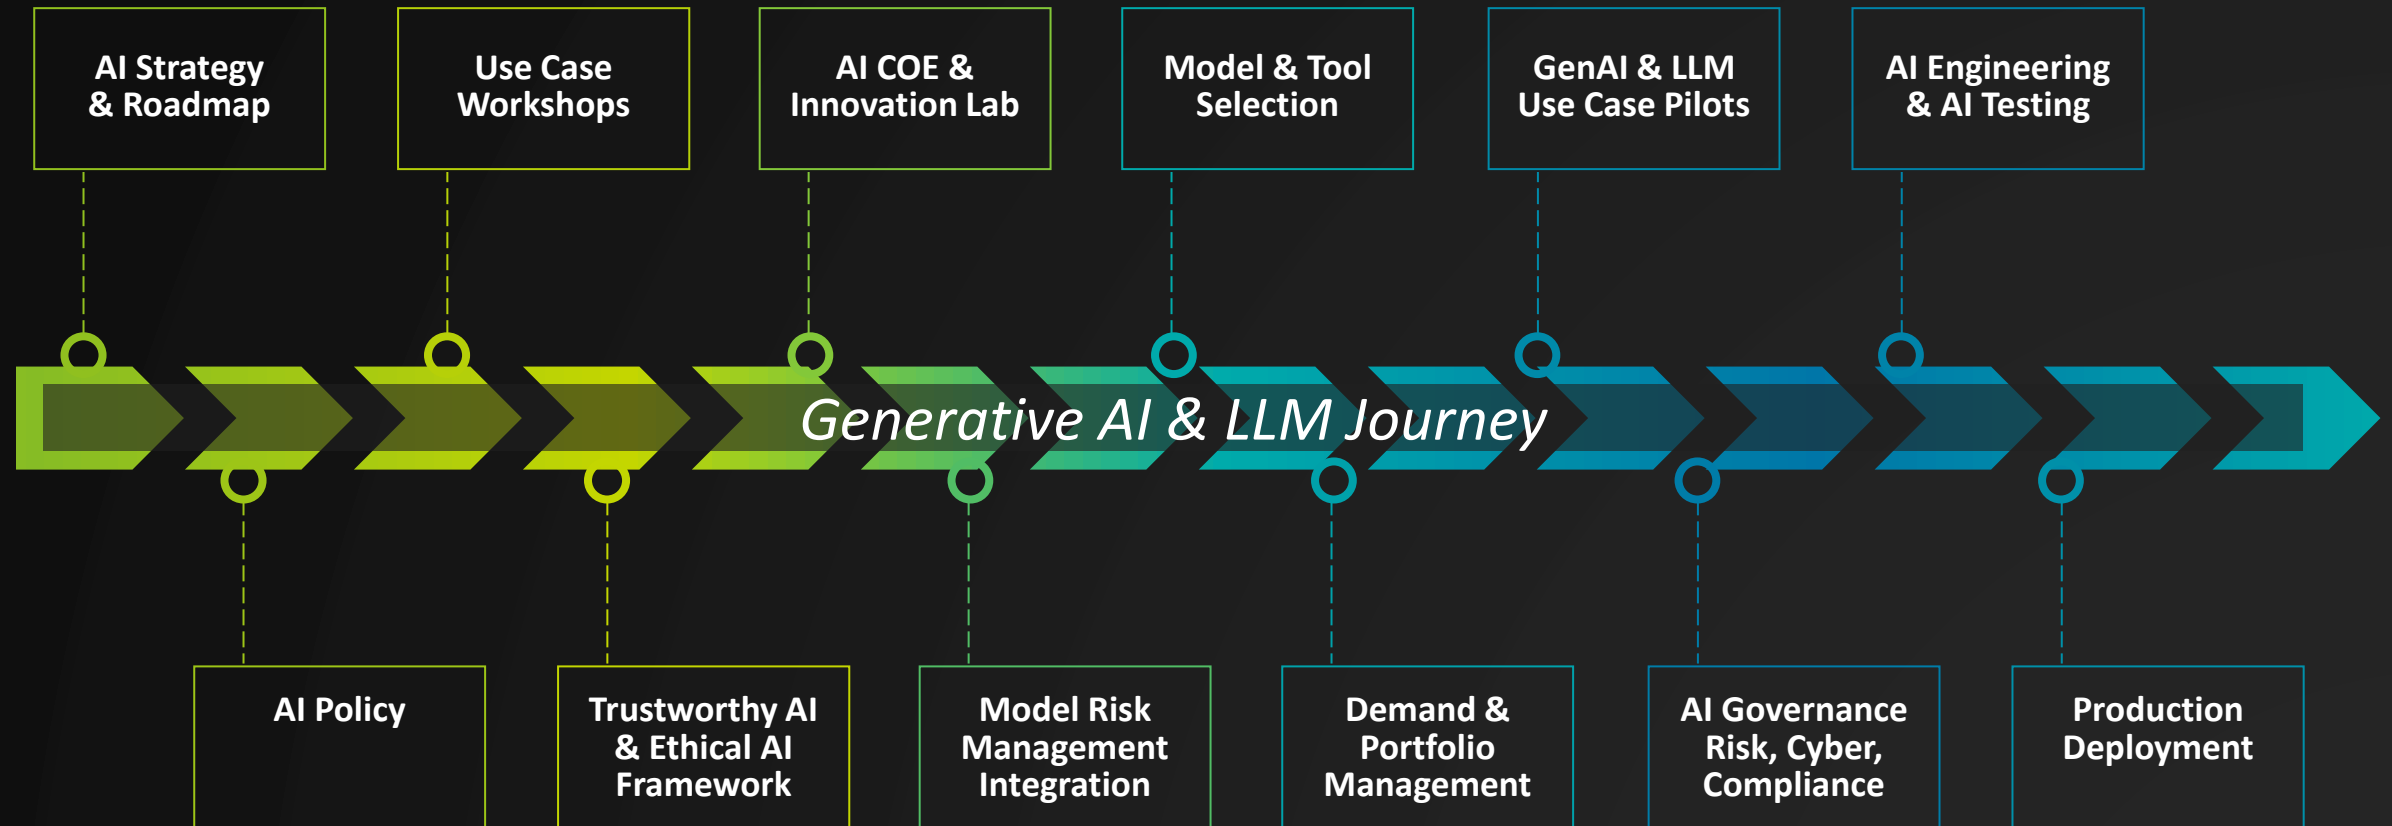 AI Strategy
& Roadmap
Use Case
Workshops
AI COE &
Innovation Lab
Model & Tool
Selection
GenAI & LLM
Use Case Pilots
AI Engineering
& AI Testing
Generative AI & LLM Journey
AI Policy
Trustworthy AI
& Ethical AI
Framework
Model Risk
Management
Integration
Demand &
Portfolio
Management
AI Governance
Risk, Cyber,
Compliance
Production
Deployment